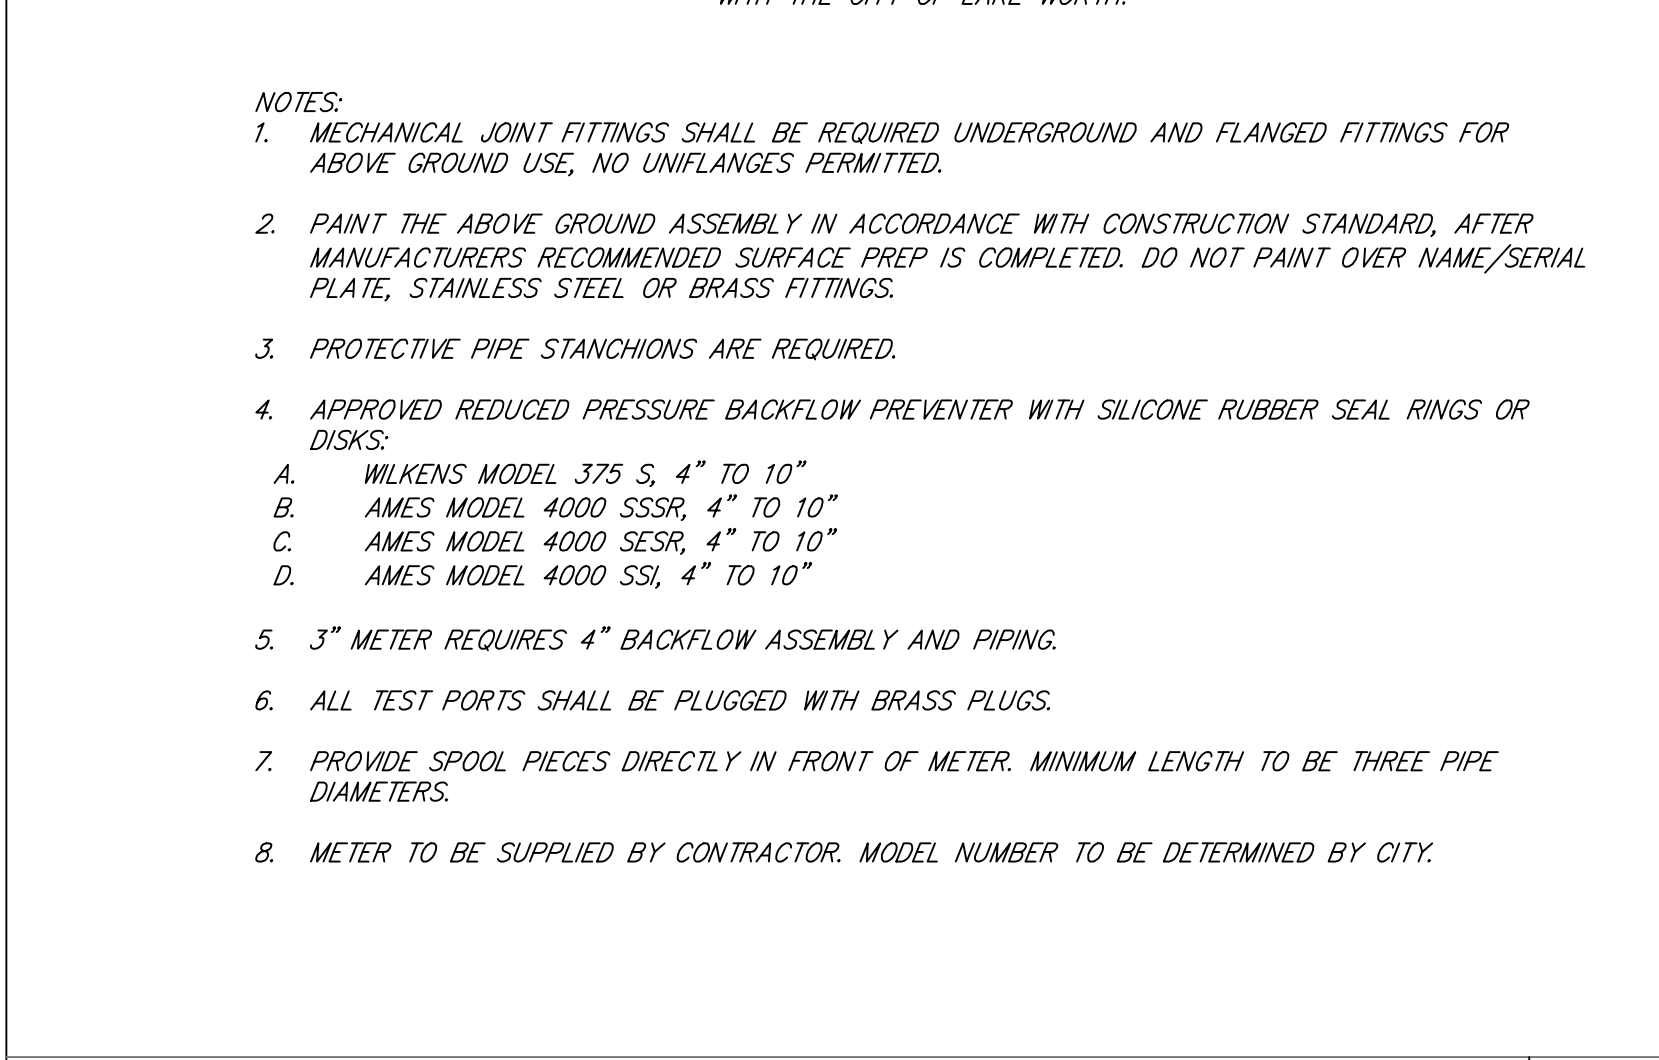 WITH THE CITY OF LAKE WORTH.
NOTES:
1. MECHANICAL JOINT FITTINGS SHALL BE REQUIRED UNDERGROUND AND FLANGED FITTINGS FOR
ABOVE GROUND USE, NO UNIFLANGES PERMITTED.
2. PAINT THE ABOVE GROUND ASSEMBLY IN ACCORDANCE WITH CONSTRUCTION STANDARD, AFTER
MANUFACTURERS RECOMMENDED SURFACE PREP IS COMPLETED. DO NOT PAINT OVER NAME/SERIAL
PLATE, STAINLESS STEEL OR BRASS FITTINGS.
3. PROTECTIVE PIPE STANCHIONS ARE REQUIRED.
4. APPROVED REDUCED PRESSURE BACKFLOW PREVENTER WITH SILICONE RUBBER SEAL RINGS OR
DISKS:
A. WILKENS MODEL 375 S, 4" TO 10"
B. AMES MODEL 4000 SSSR, 4" TO 10"
C. AMES MODEL 4000 SESR, 4" TO 10"
D. AMES MODEL 4000 SSI, 4" TO 10"
5. 3" METER REQUIRES 4" BACKFLOW ASSEMBLY AND PIPING.
6. ALL TEST PORTS SHALL BE PLUGGED WITH BRASS PLUGS.
7. PROVIDE SPOOL PIECES DIRECTLY IN FRONT OF METER. MINIMUM LENGTH TO BE THREE PIPE
DIAMETERS.
8. METER TO BE SUPPLIED BY CONTRACTOR. MODEL NUMBER TO BE DETERMINED BY CITY.